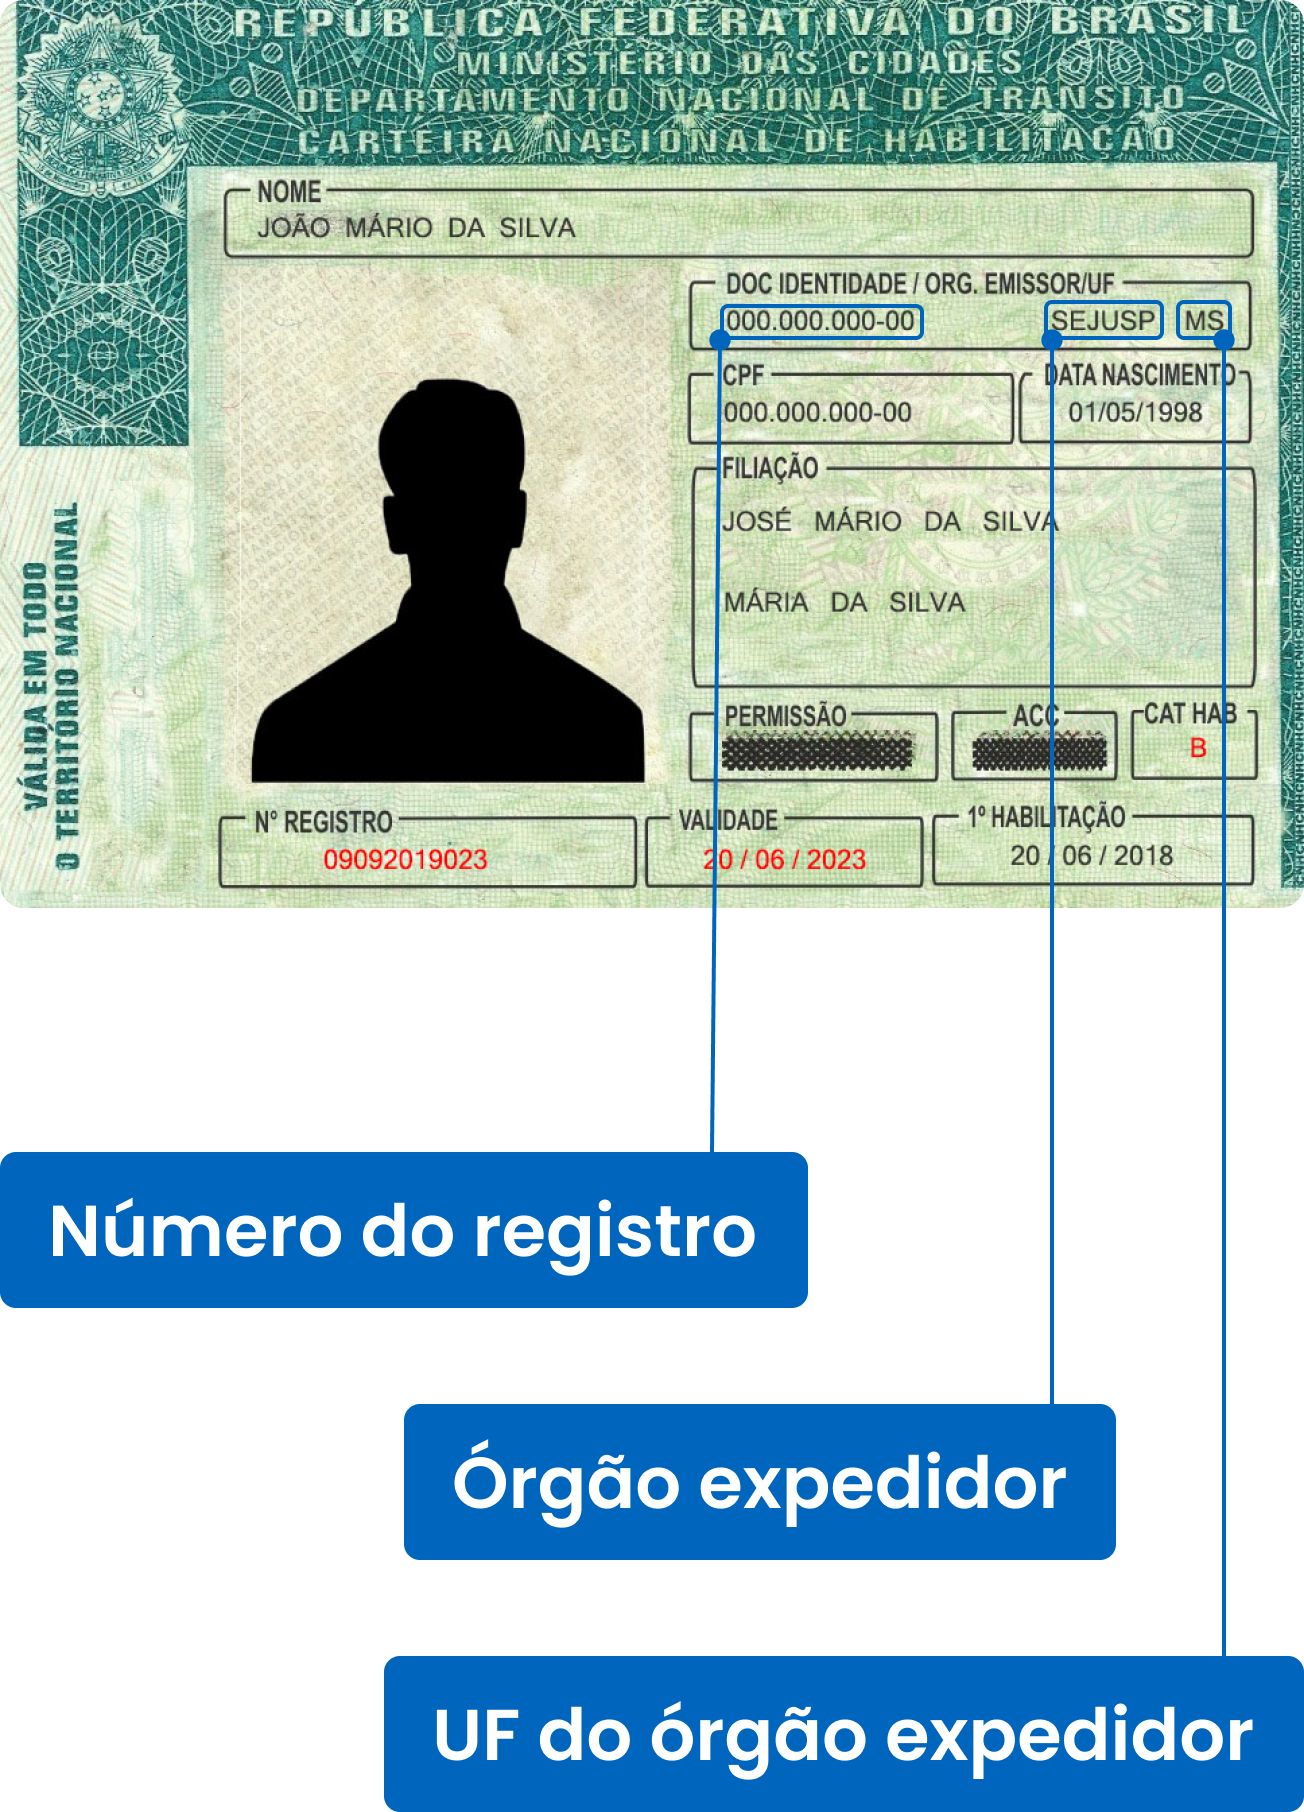 REPÚBLICA FEDERATIVA DO BRASIL
MINISTÉRIO DAS CIDADES
DEPARTAMENTO NACIONAL DE TRÂNSITO
CARTEIRA NACIONAL DE HABILITAÇÃO
NOME
JOÃO MÁRIO DA SILVA
DOC IDENTIDADE / ORG. EMISSOR/UF
000.000.000-00 SEJUSP MS
CPF DATA NASCIMENTO
000.000.000-00 01/05/1998
FILIAÇÃO
JOSÉ MÁRIO DA SILVA
MÁRIA DA SILVA
PERMISSÃO ACC CAT HAB
B
N° REGISTRO VALIDADE 1º HABILITAÇÃO
09092019023 20 / 06 / 2023 20 / 06 / 2018
VÁLIDA EM TODO
O TERRITÓRIO NACIONAL
Número do registro
Órgão expedidor
UF do órgão expedidor